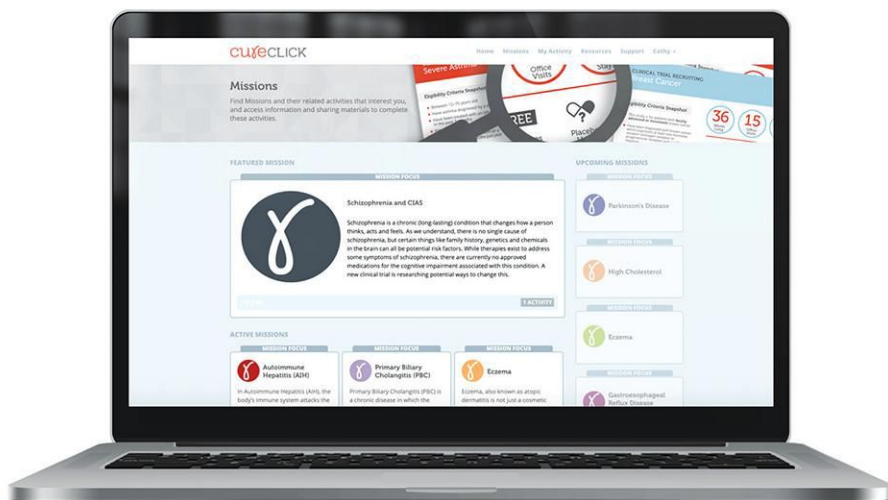 cureCLICK
Home Missions My Activity Resources Support Cathy
Missions
Find Missions and their related activities that interest you,
and access information and sharing materials to complete
these activities.
Severe Asthma
Eligibility Criteria Snapshot
Office
Visits
FREE
CLINICAL TRIAL RECRUITING
Breast Cancer
Eligibility Criteria Snapshot
36
15
FEATURED MISSION
MISSION FOCUS
Schizophrenia and CIAS
Schizophrenia is a chronic (long-lasting) condition that changes how a person
thinks, acts and feels. As we understand, there is no single cause of
schizophrenia, but certain things like family history, genetics and chemicals
in the brain can all be potential risk factors. While therapies exist to address
some symptoms of schizophrenia, there are currently no approved
medications for the cognitive impairment associated with this condition. A
new clinical trial is researching potential ways to change this.
1 ACTIVITY
ACTIVE MISSIONS
MISSION FOCUS
Autoimmune
Hepatitis (AIH)
In Autoimmune Hepatitis (AIH), the
body's immune system attacks the
MISSION FOCUS
Primary Biliary
Cholangitis (PBC)
Primary Biliary Cholangitis (PBC) is
a chronic disease in which the
MISSION FOCUS
Eczema
Eczema, also known as atopic
dermatitis is not just a cosmetic
UPCOMING MISSIONS
MISSION FOCUS
Parkinson's Disease
MISSION FOCUS
High Cholesterol
MISSION FOCUS
Eczema
MISSION FOCUS
Gastroesophageal
Reflux Disease